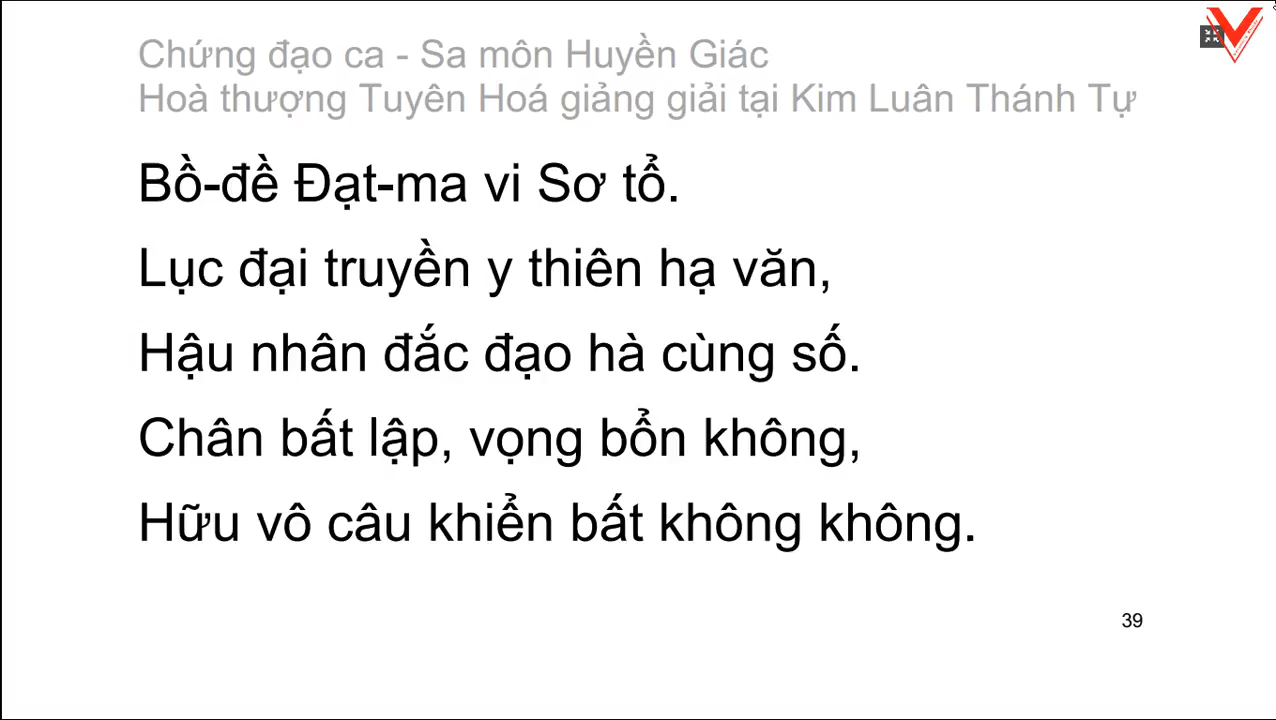 Chứng đạo ca - Sa môn Huyền Giác
Hoà thượng Tuyên Hoá giảng giải tại Kim Luân Thánh Tự
Bồ-đề Đạt-ma vi Sơ tổ.
Lục đại truyền y thiên hạ văn,
Hậu nhân đắc đạo hà cùng số.
Chân bất lập, vọng bổn không,
Hữu vô câu khiển bất không không.
39